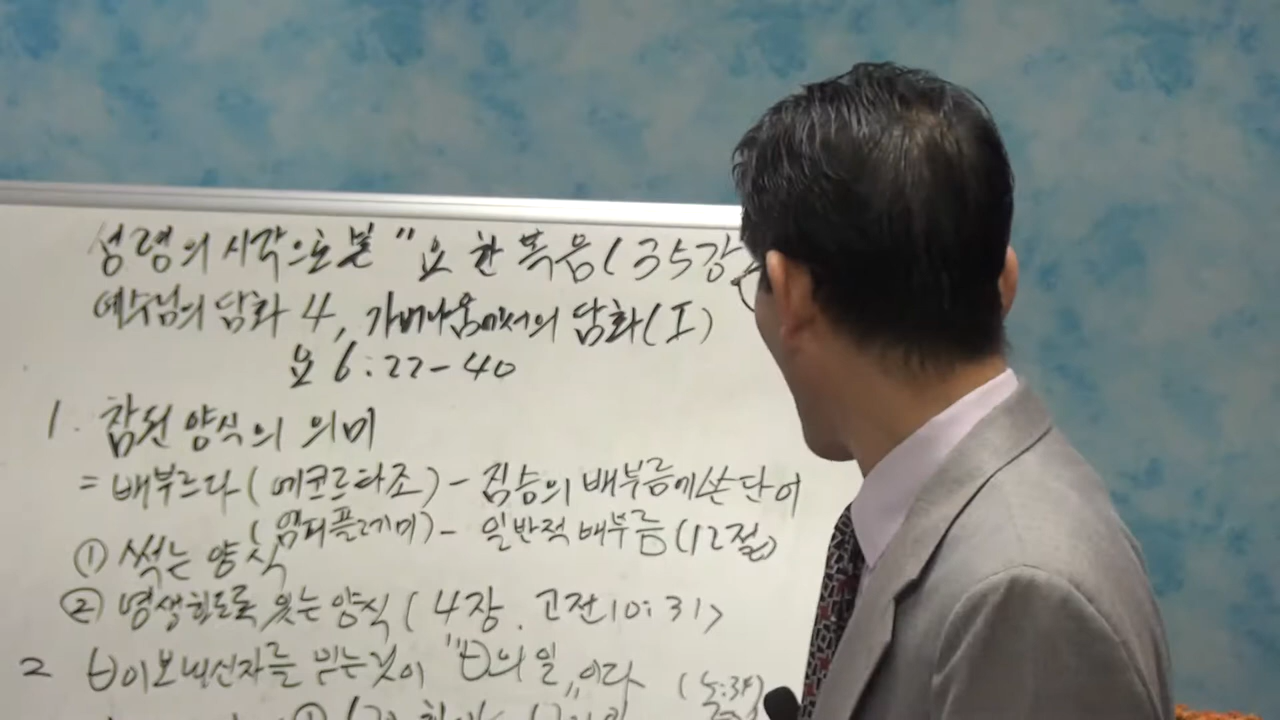 성령의 시각으로 본 "요한복음(35강
예수님의 담화 4, 가버나움에서의 담화(I)
요 6:22-40
1. 참된 양식의 의미
= 배부르다(에코르타조) - 짐승의 배부름에 쓴 단어
(엠피플레미) - 일반적 배부름(12절)
① 썩는 양식
② 영생하도록 있는 양식(4장. 고전10:31)
2 이 보내신 자를 믿는 것이 "의 일"이다